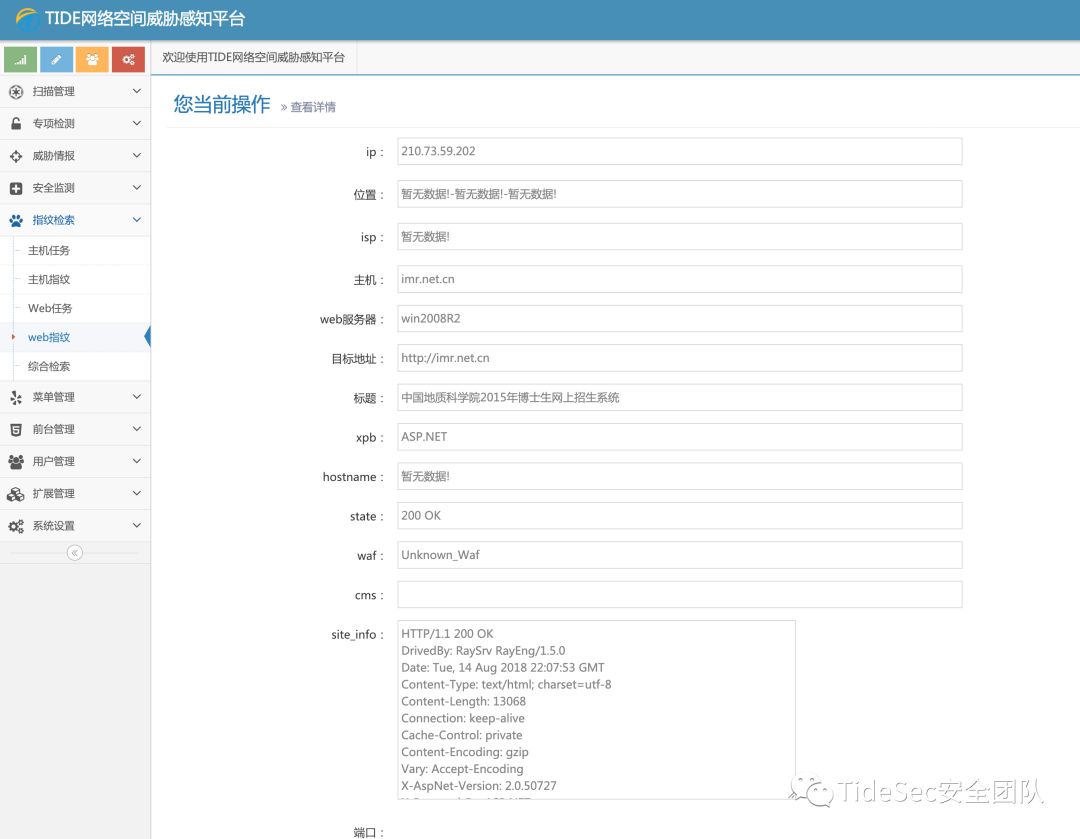 TIDE网络空间威胁感知平台
欢迎使用TIDE网络空间威胁感知平台
扫描管理
专项检测
威胁情报
安全监测
指纹检索
主机任务
主机指纹
Web任务
web指纹
综合检索
菜单管理
前台管理
用户管理
扩展管理
系统设置
您当前操作 » 查看详情
ip : 210.73.59.202
位置 : 暂无数据!-暂无数据!-暂无数据!
isp : 暂无数据!
主机 : imr.net.cn
web服务器 : win2008R2
目标地址 : http://imr.net.cn
标题 : 中国地质科学院2015年博士生网上招生系统
xpb : ASP.NET
hostname : 暂无数据!
state : 200 OK
waf : Unknown_Waf
cms :
site_info : HTTP/1.1 200 OK
DrivedBy: RaySrv RayEng/1.5.0
Date: Tue, 14 Aug 2018 22:07:53 GMT
Content-Type: text/html; charset=utf-8
Content-Length: 13068
Connection: keep-alive
Cache-Control: private
Content-Encoding: gzip
Vary: Accept-Encoding
X-AspNet-Version: 2.0.50727
端口 :
TideSec安全团队